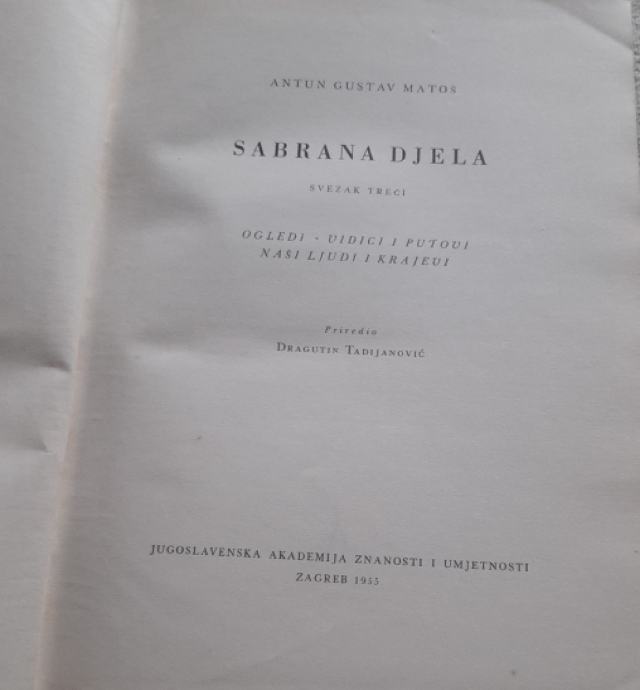 ANTUN GUSTAV MATOŠ
SABRANA DJELA
SVEZAK TREĆI
OGLEDI - VIDICI I PUTOVI
NAŠI LJUDI I KRAJEVI
Priredio
DRAGUTIN TADIJANOVIĆ
JUGOSLAVENSKA AKADEMIJA ZNANOSTI I UMJETNOSTI
ZAGREB 1955